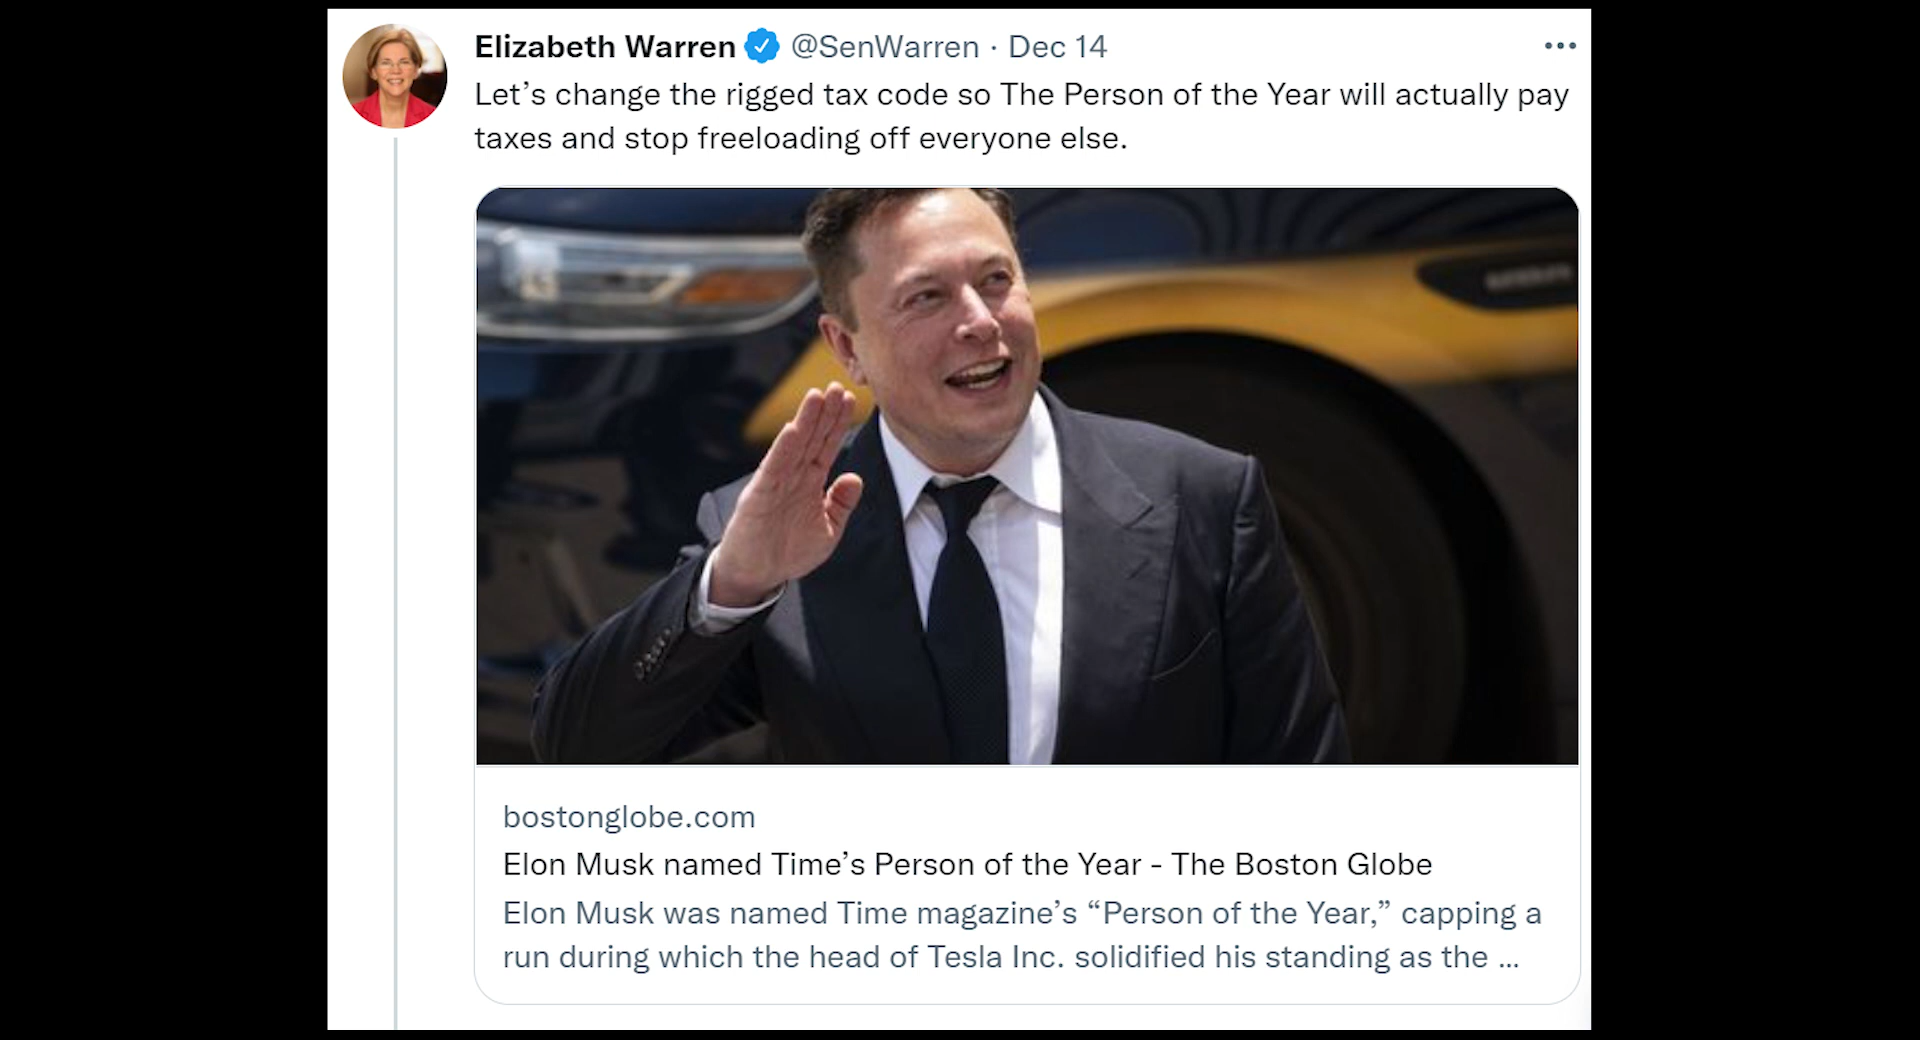 Elizabeth Warren @SenWarren · Dec 14
Let’s change the rigged tax code so The Person of the Year will actually pay
taxes and stop freeloading off everyone else.
bostonglobe.com
Elon Musk named Time’s Person of the Year - The Boston Globe
Elon Musk was named Time magazine’s “Person of the Year,” capping a
run during which the head of Tesla Inc. solidified his standing as the ...